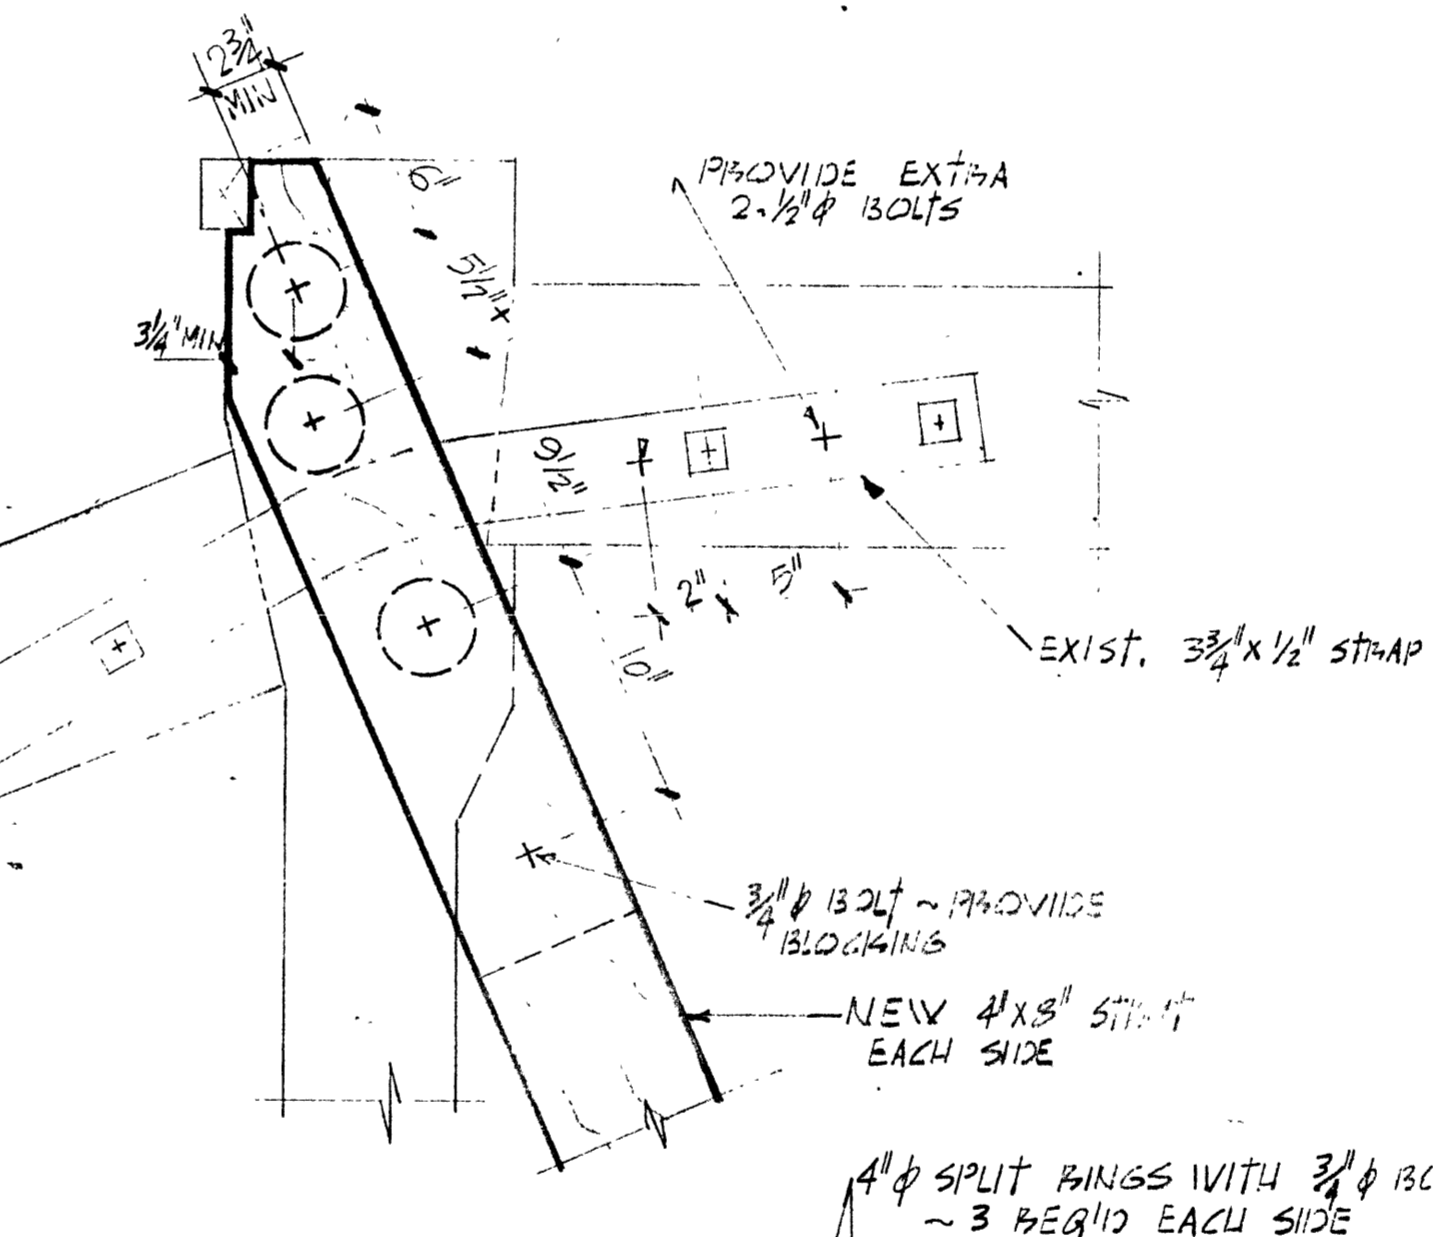 2¾"
MIN
6"
5½"±
PROVIDE EXTRA
2-½"ϕ BOLTS
3¼" MIN
9½"
2"
5"
10"
EXIST. 3¾" X ½" STRAP
¾"ϕ BOLT ~ PROVIDE
BLOCKING
NEW 4"X8" STRUT
EACH SIDE
4"ϕ SPLIT RINGS WITH ¾"ϕ
~ 3 REQ'D EACH SIDE